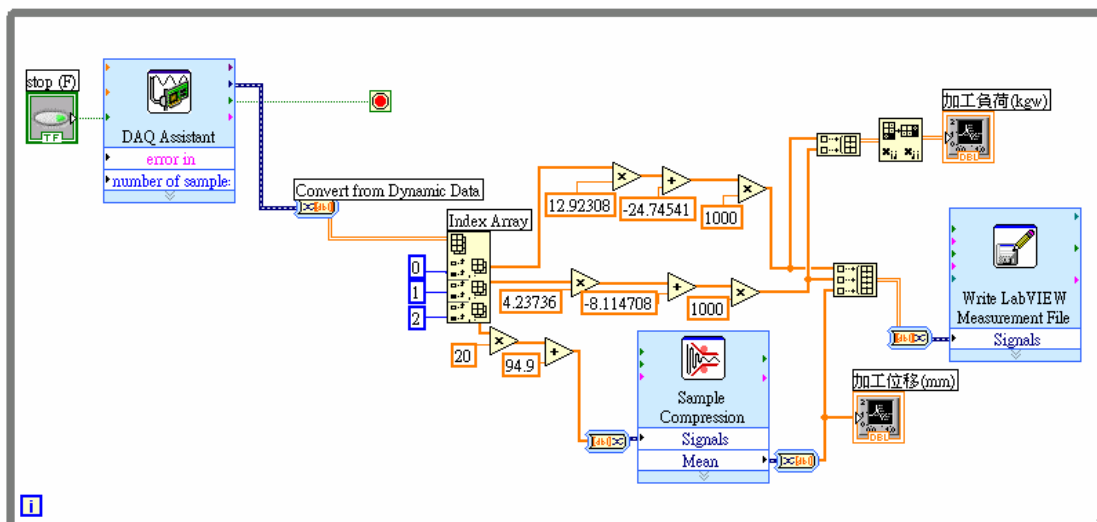 stop (F)
TF
DAQ Assistant
error in
number of samples
Convert from Dynamic Data
Index Array
0
1
2
12.92308
-24.74541
1000
4.23736
-8.114708
1000
20
94.9
Sample
Compression
Signals
Mean
加工負荷(kgw)
DBL
Write LabVIEW
Measurement File
Signals
加工位移(mm)
DBL
i